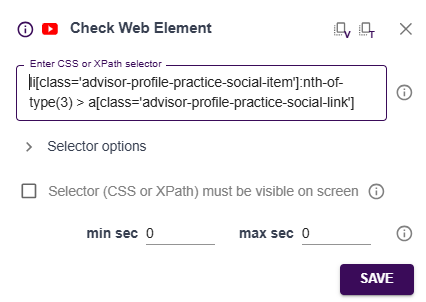 Check Web Element
V
T
Enter CSS or XPath selector
li[class='advisor-profile-practice-social-item']:nth-of-
type(3) > a[class='advisor-profile-practice-social-link']
Selector options
Selector (CSS or XPath) must be visible on screen
min sec 0 max sec 0
SAVE